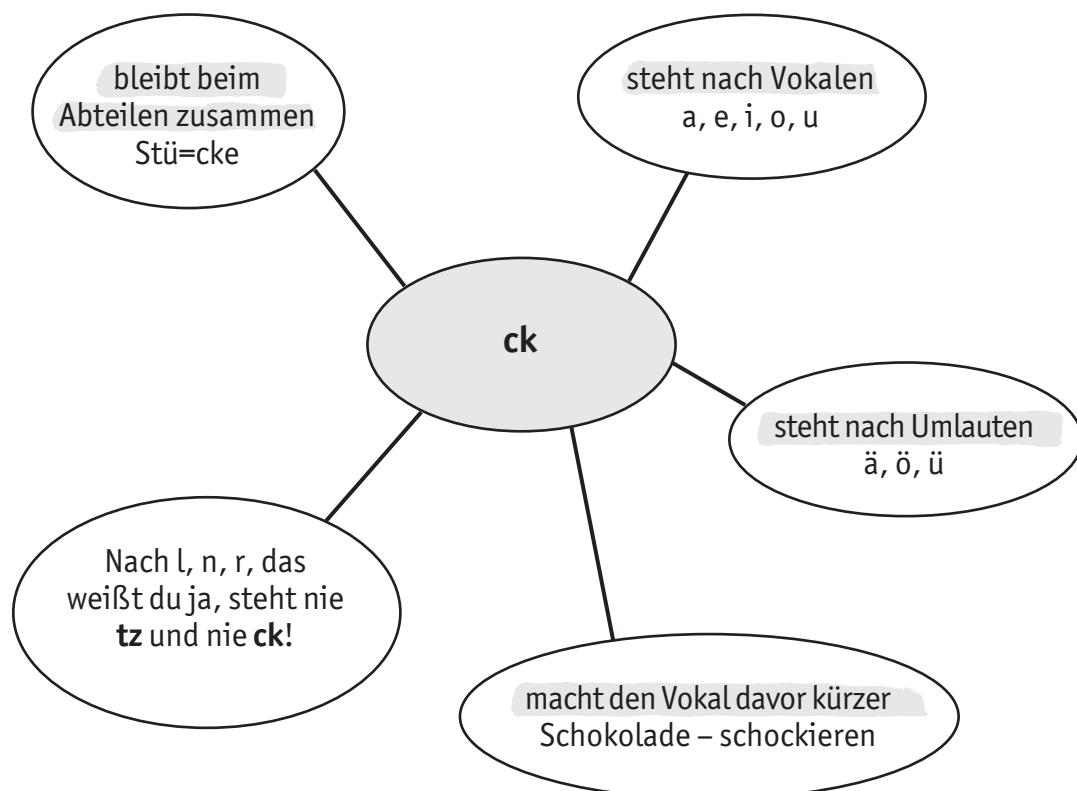 bleibt beim
Abteilen zusammen
Stü=cke
steht nach Vokalen
a, e, i, o, u
ck
steht nach Umlauten
ä, ö, ü
Nach l, n, r, das
weißt du ja, steht nie
tz und nie ck!
macht den Vokal davor kürzer
Schokolade – schockieren